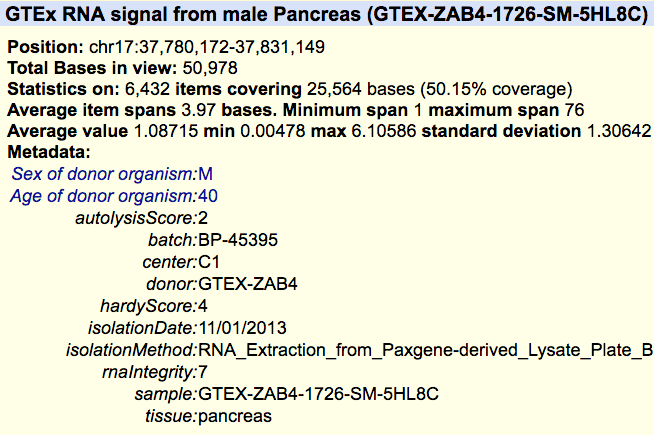 GTEx RNA signal from male Pancreas (GTEX-ZAB4-1726-SM-5HL8C)
Position: chr17:37,780,172-37,831,149
Total Bases in view: 50,978
Statistics on: 6,432 items covering 25,564 bases (50.15% coverage)
Average item spans 3.97 bases. Minimum span 1 maximum span 76
Average value 1.08715 min 0.00478 max 6.10586 standard deviation 1.30642
Metadata:
Sex of donor organism:M
Age of donor organism:40
autolysisScore:2
batch:BP-45395
center:C1
donor:GTEX-ZAB4
hardyScore:4
isolationDate:11/01/2013
isolationMethod:RNA_Extraction_from_Paxgene-derived_Lysate_Plate_B
rnaIntegrity:7
sample:GTEX-ZAB4-1726-SM-5HL8C
tissue:pancreas